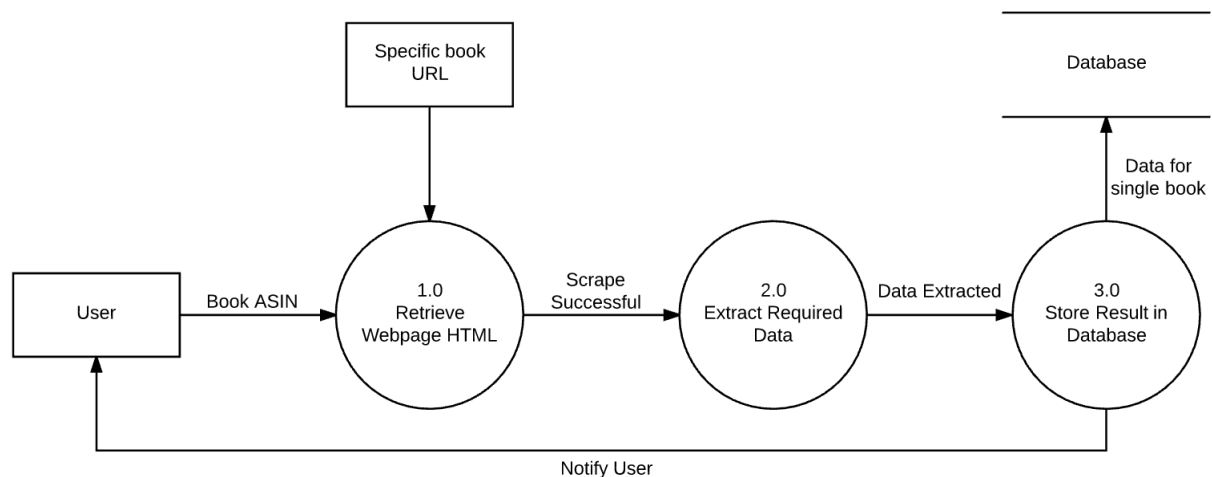 Specific book
URL
Database
Data for
single book
User
Book ASIN
1.0
Retrieve
Webpage HTML
Scrape
Successful
2.0
Extract Required
Data
Data Extracted
3.0
Store Result in
Database
Notify User